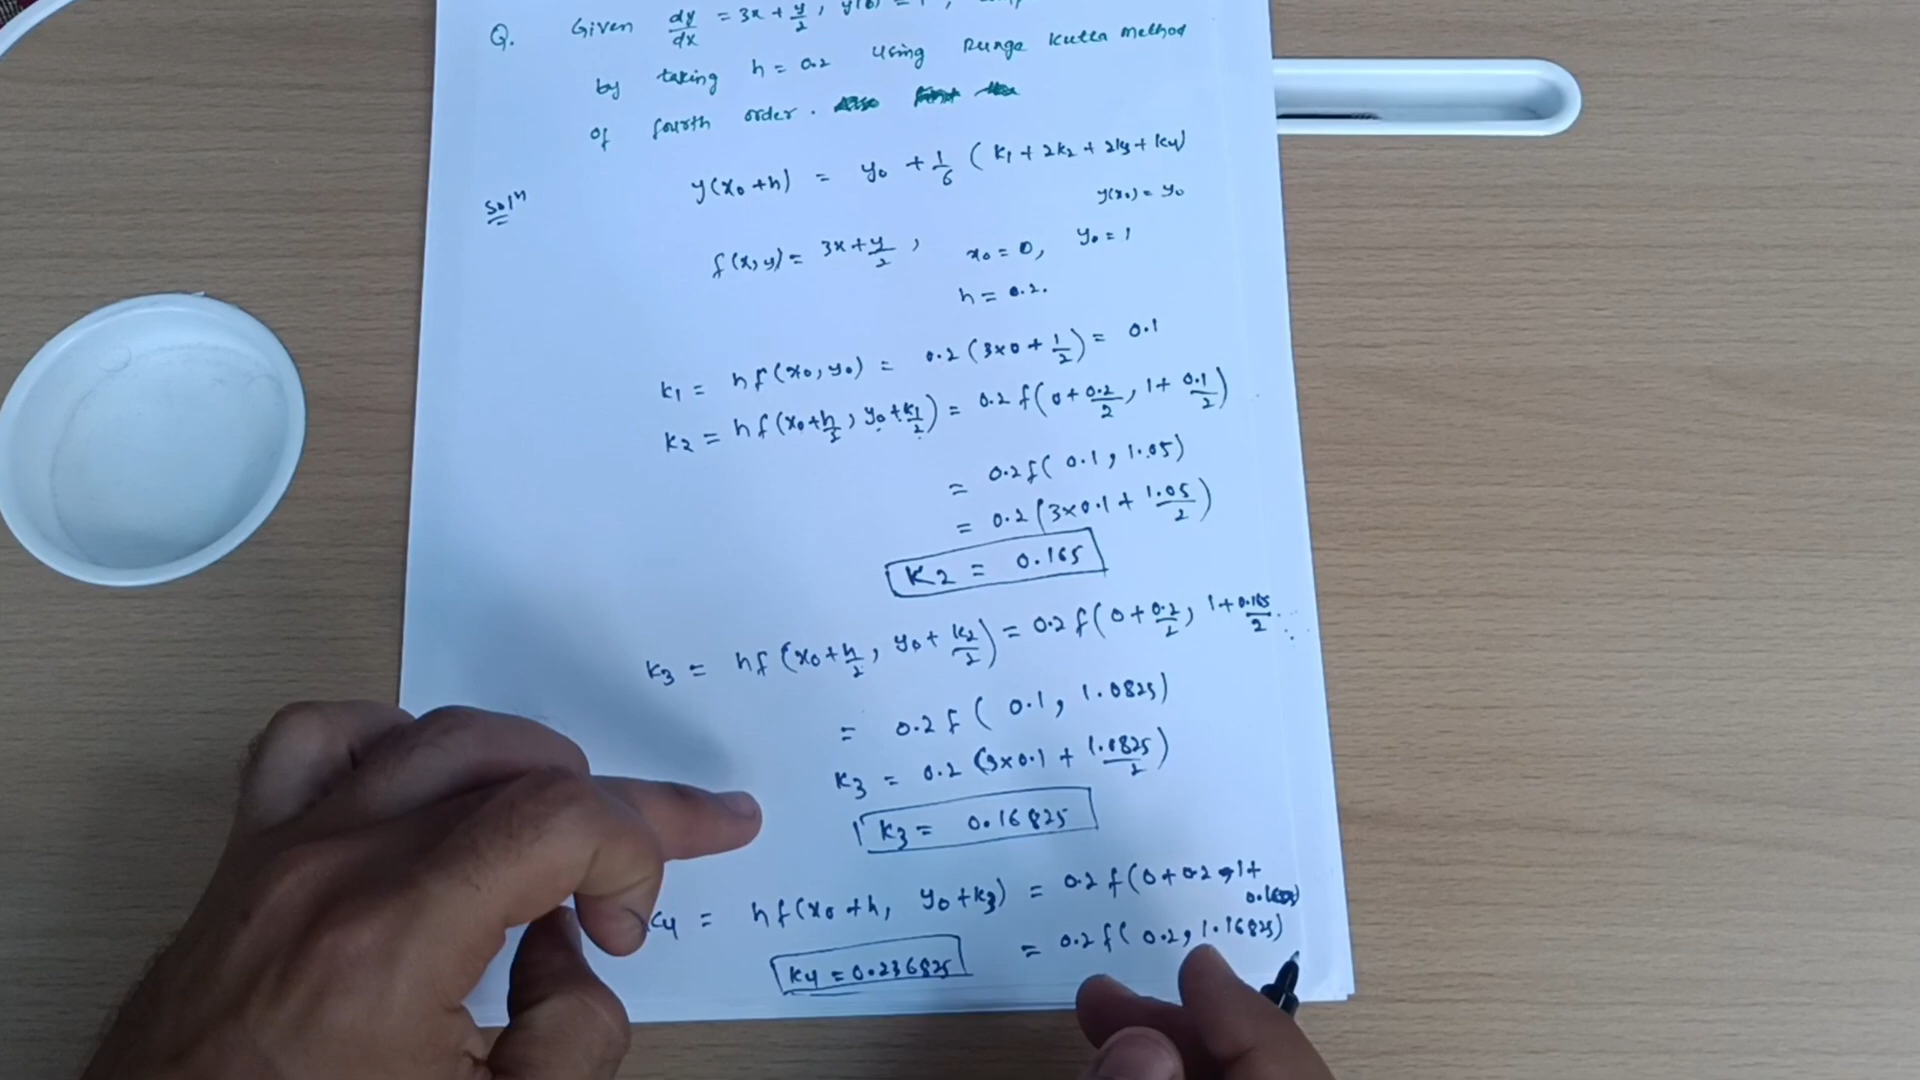 Q. Given dy/dx = 3x + y/2, y(0) = 1,
by taking h = 0.2 using Runga Kutta method
of fourth order.
Solⁿ
y(x₀+h) = y₀ + 1/6 (k₁ + 2k₂ + 2k₃ + k₄)
y(x₀) = y₀
f(x,y) = 3x + y/2, x₀ = 0, y₀ = 1
h = 0.2.
k₁ = hf(x₀, y₀) = 0.2 (3x0 + 1/2) = 0.1
k₂ = hf(x₀+h/2, y₀+k₁/2) = 0.2 f(0+0.2/2, 1+0.1/2)
= 0.2 f(0.1, 1.05)
= 0.2 (3x0.1 + 1.05/2)
K₂ = 0.165
k₃ = hf(x₀+h/2, y₀+k₂/2) = 0.2 f(0+0.2/2, 1+0.165/2
= 0.2 f(0.1, 1.0825)
k₃ = 0.2 (3x0.1 + 1.0825/2)
k₃ = 0.16825
k₄ = hf(x₀+h, y₀+k₃) = 0.2 f(0+0.2, 1+
= 0.2 f(0.2, 1.16825)
k₄ = 0.236825